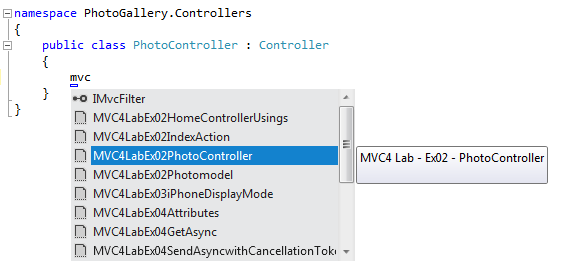 namespace PhotoGallery.Controllers
{
public class PhotoController : Controller
{
mvc
}
}
IMvcFilter
MVC4LabEx02HomeControllerUsings
MVC4LabEx02IndexAction
MVC4LabEx02PhotoController
MVC4 Lab - Ex02 - PhotoController
MVC4LabEx02Photomodel
MVC4LabEx03iPhoneDisplayMode
MVC4LabEx04Attributes
MVC4LabEx04GetAsync
MVC4LabEx04SendAsyncwithCancellationToke